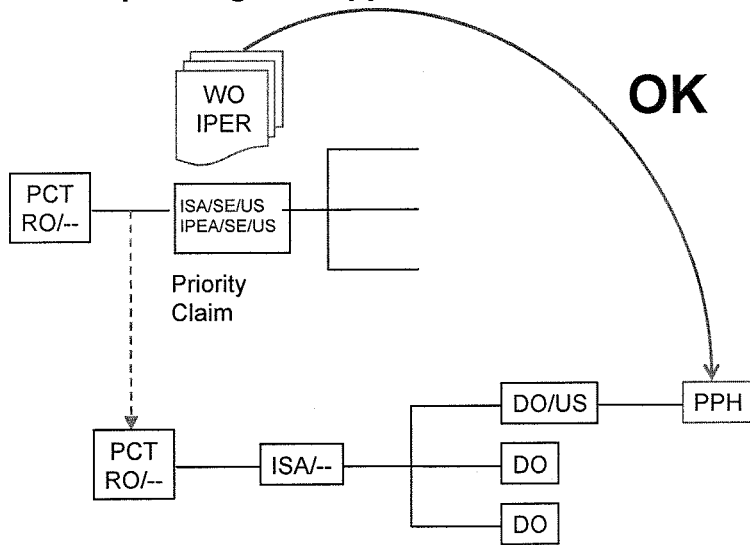 WO
IPER
OK
PCT
RO/--
ISA/SE/US
IPEA/SE/US
Priority
Claim
DO/US
PPH
PCT
RO/--
ISA/--
DO
DO